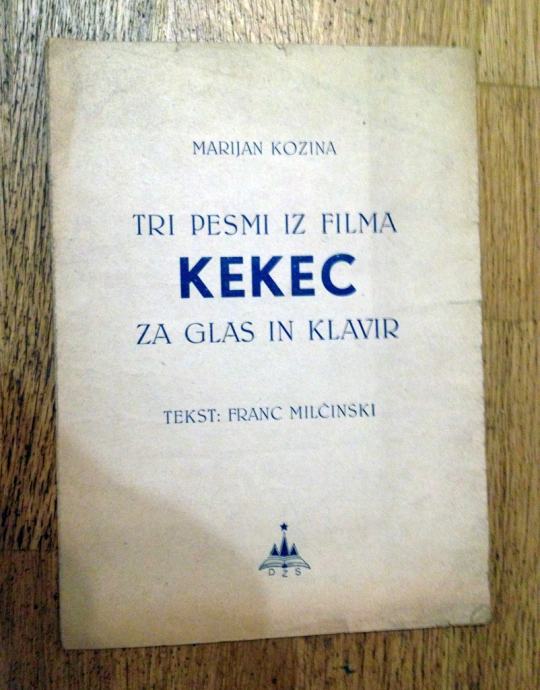 MARIJAN KOZINA
TRI PESMI IZ FILMA
KEKEC
ZA GLAS IN KLAVIR
TEKST: FRANC MILČINSKI
DZS